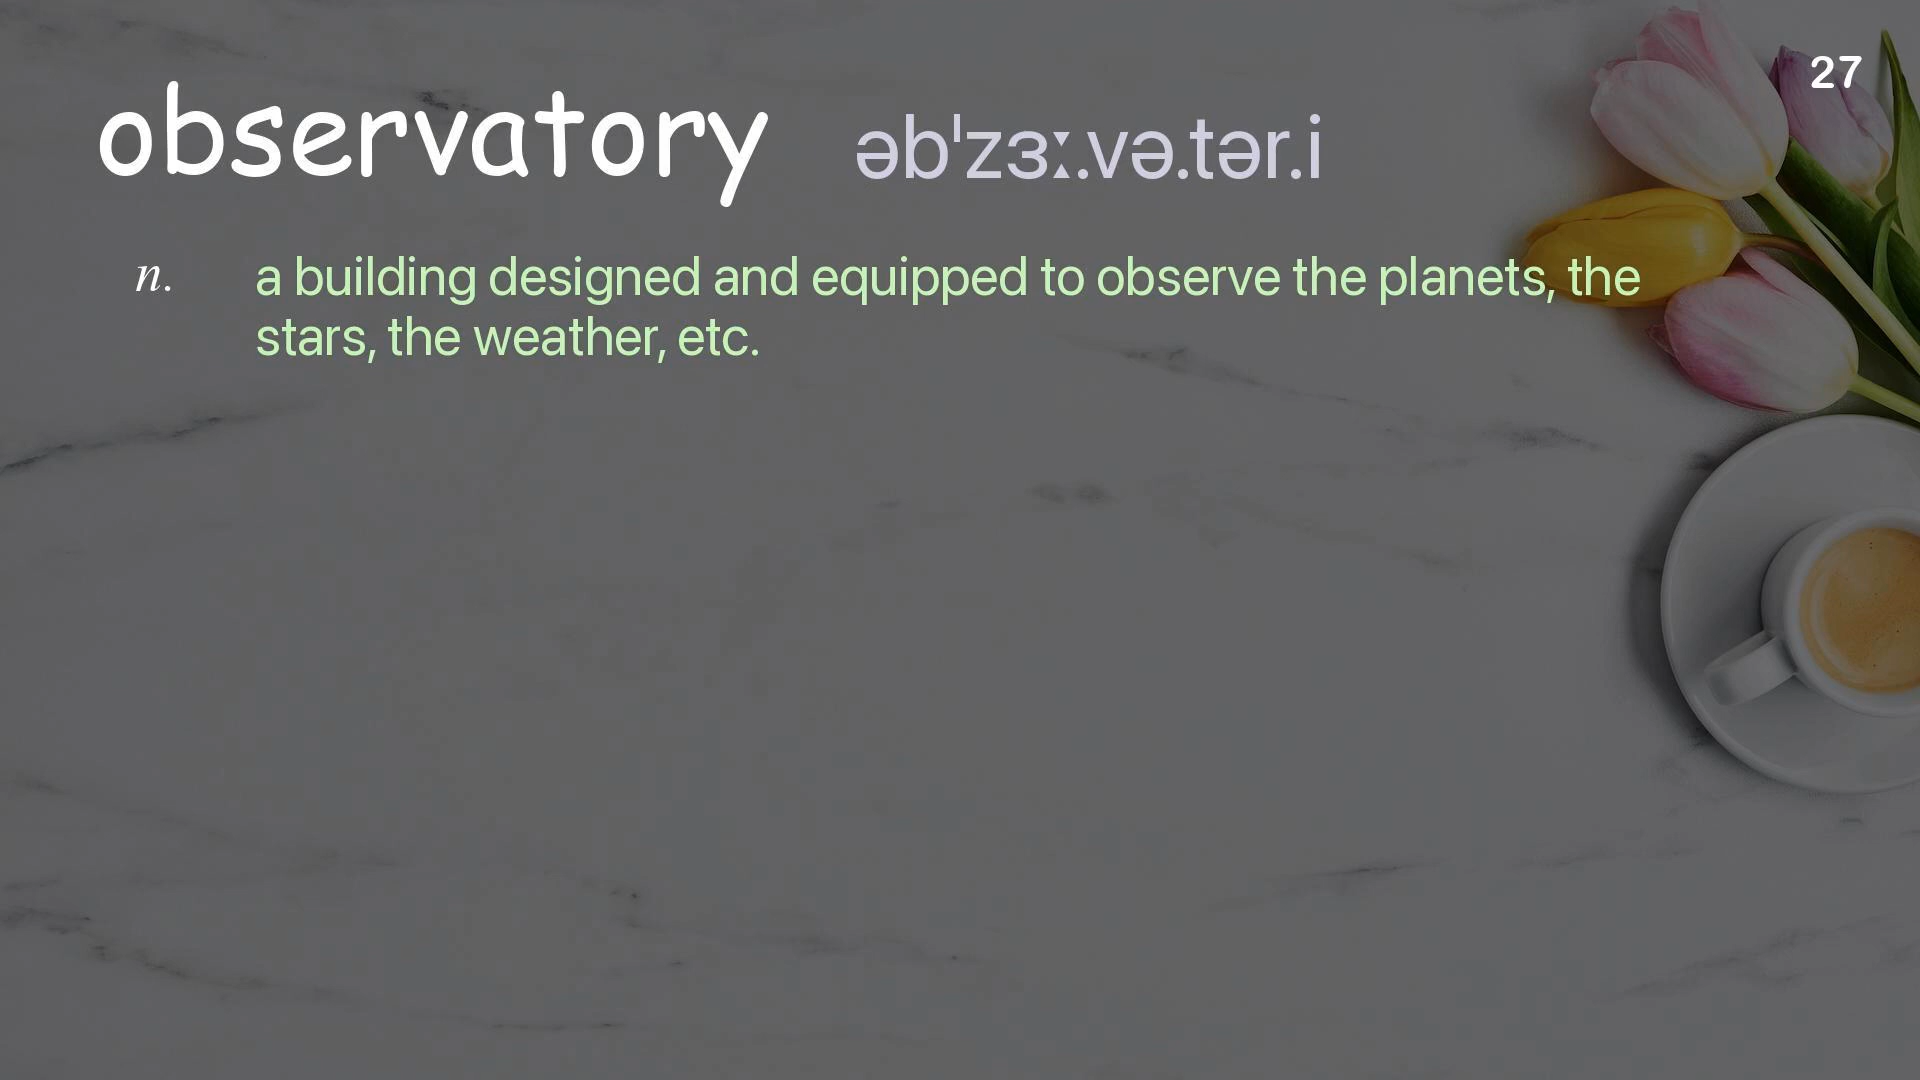 27
observatory əbˈzɜː.və.tər.i
n. a building designed and equipped to observe the planets, the
stars, the weather, etc.